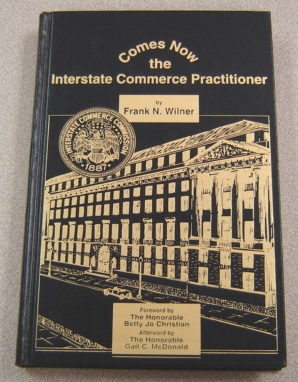 Comes Now
the
Interstate Commerce Practitioner
by
Frank N. Wilner
INTERSTATE COMMERCE COMMISSION
1887
Foreword by
The Honorable
Betty Jo Christian
Afterword by
The Honorable
Gail C. McDonald